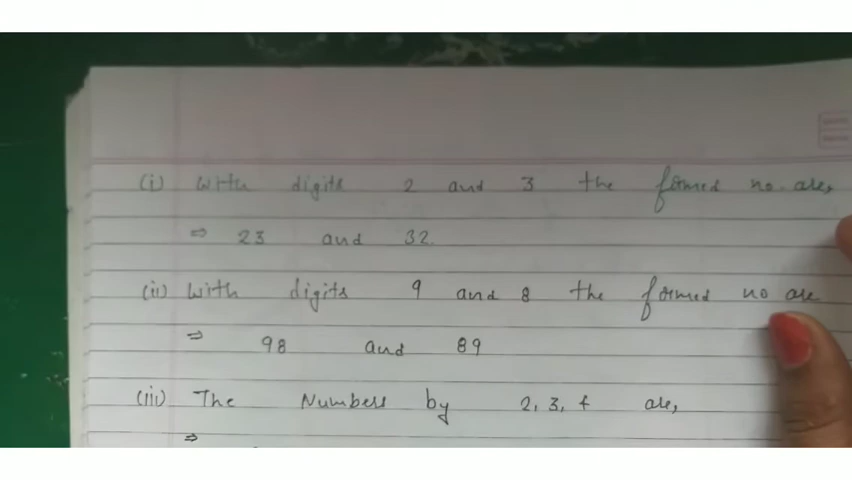 (i) With digits 2 and 3 the formed no. are,
⇒ 23 and 32.
(ii) With digits 9 and 8 the formed no are
⇒ 98 and 89
(iii) The Numbers by 2, 3, 4 are,
⇒